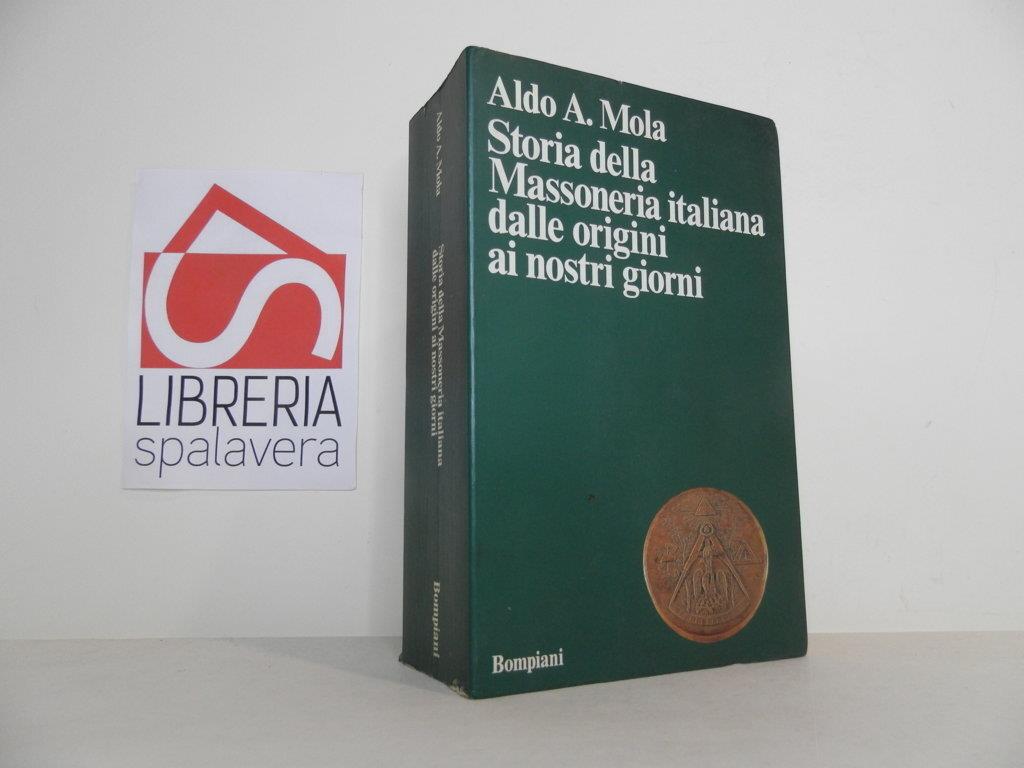 LIBRERIA
spalavera
Aldo A. Mola
Storia della Massoneria italiana
dalle origini ai nostri giorni
Bompiani
Aldo A. Mola
Storia della
Massoneria italiana
dalle origini
ai nostri giorni
Bompiani